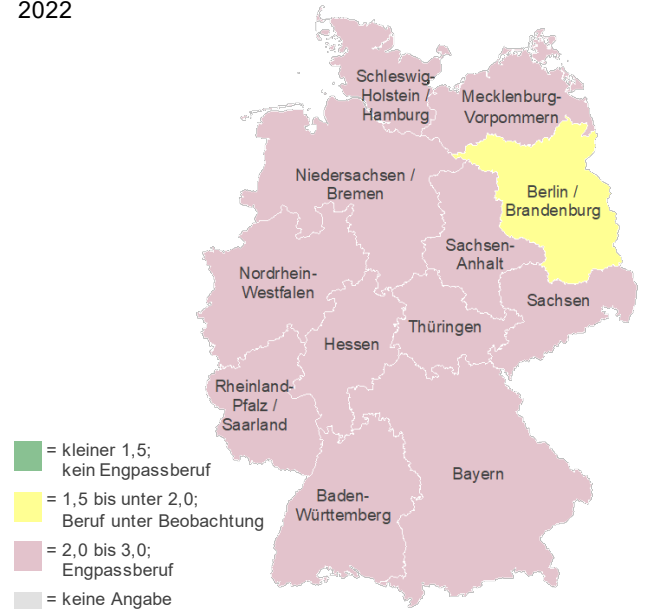 2022
Schleswig-
Holstein /
Hamburg
Mecklenburg-
Vorpommern
Niedersachsen /
Bremen
Berlin /
Brandenburg
Sachsen-
Anhalt
Nordrhein-
Westfalen
Sachsen
Thüringen
Hessen
Rheinland-
Pfalz /
Saarland
Bayern
Baden-
Württemberg
= kleiner 1,5;
kein Engpassberuf
= 1,5 bis unter 2,0;
Beruf unter Beobachtung
= 2,0 bis 3,0;
Engpassberuf
= keine Angabe